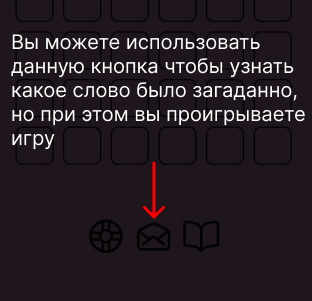 Вы можете использовать
данную кнопка чтобы узнать
какое слово было загаданно,
но при этом вы проигрываете
игру